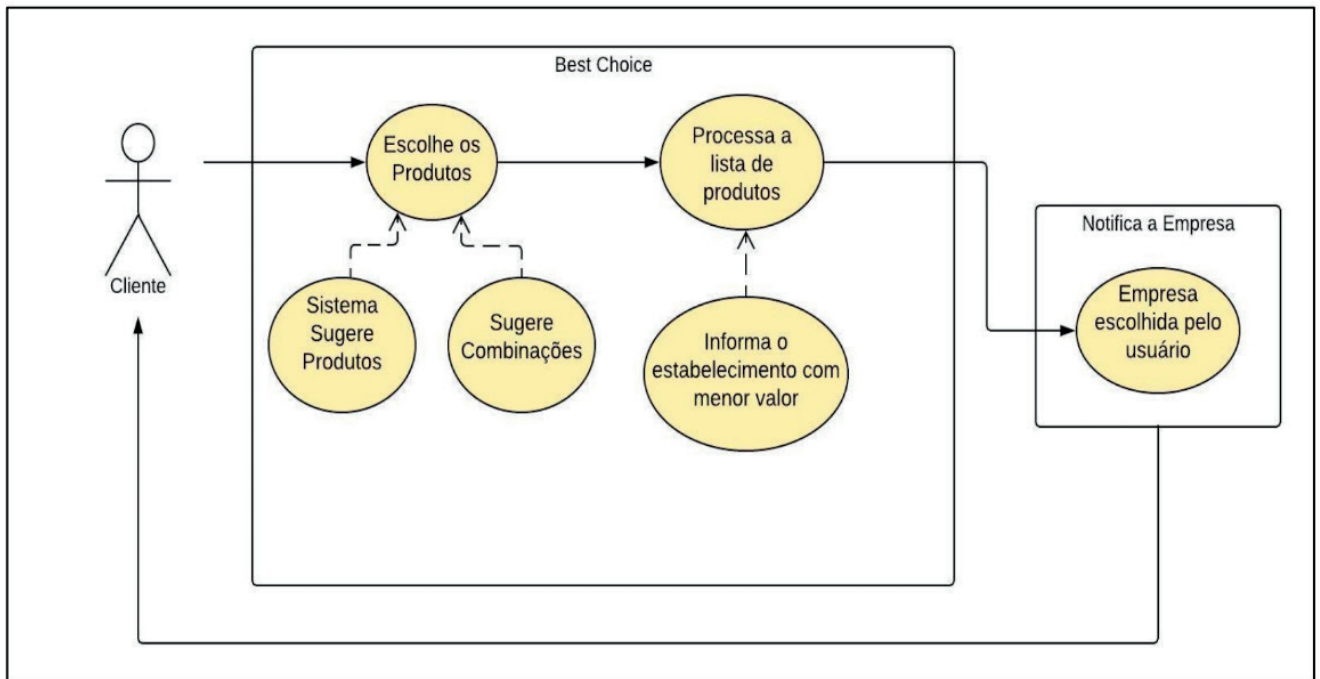 Best Choice
Escolhe os
Produtos
Processa a
lista de
produtos
Notifica a Empresa
Cliente
Sistema
Sugere
Produtos
Sugere
Combinações
Informa o
estabelecimento com
menor valor
Empresa
escolhida pelo
usuário